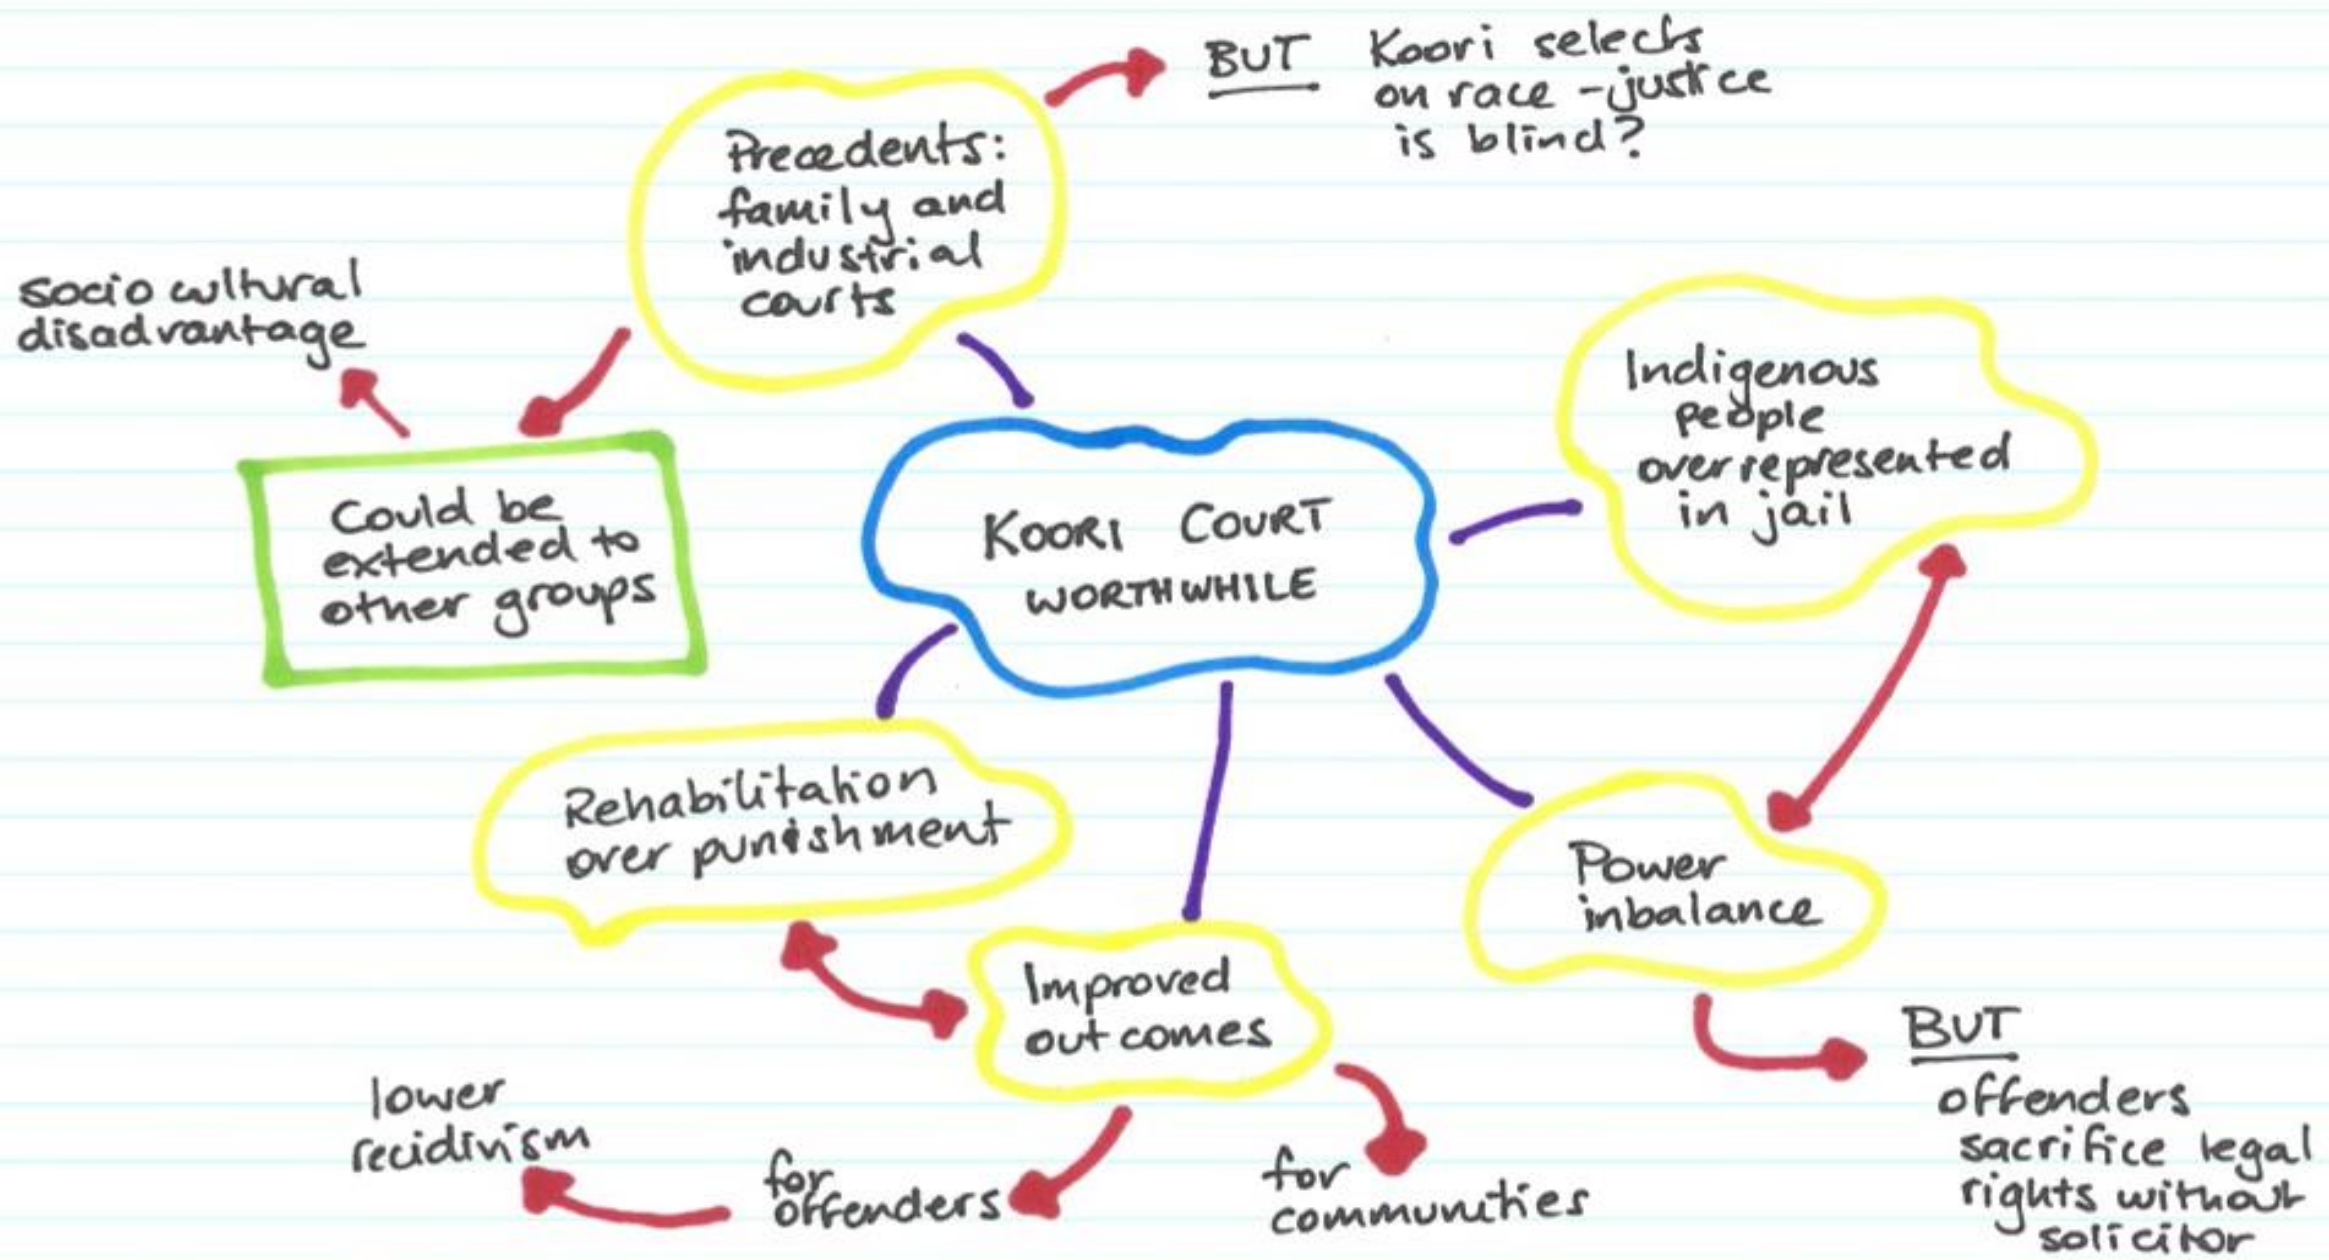 BUT Koori selects
on race - justice
is blind?
Precedents:
family and
industrial
courts
socio cultural
disadvantage
Indigenous
people
overrepresented
in jail
Could be
extended to
other groups
KOORI COURT
WORTHWHILE
Rehabilitation
over punishment
Power
inbalance
Improved
outcomes
BUT
offenders
sacrifice legal
rights without
solicitor
lower
recidivism
for
offenders
for
communities